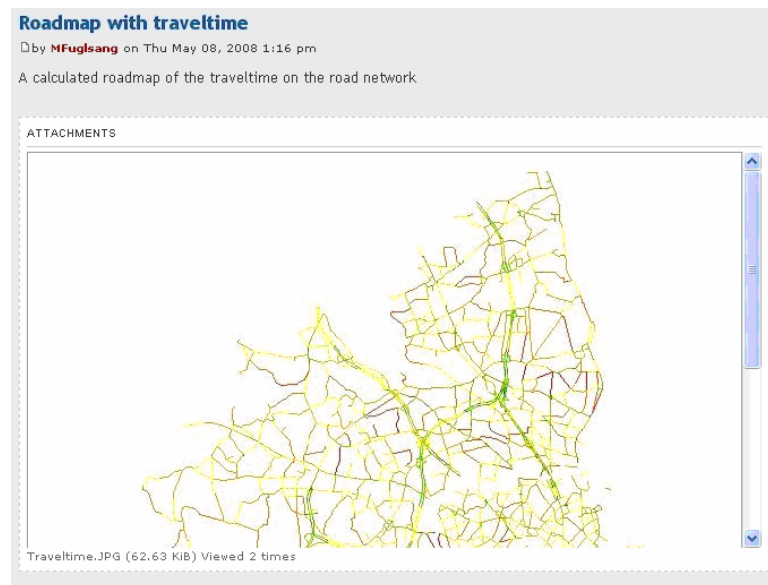 Roadmap with traveltime
by MFuglsang on Thu May 08, 2008 1:16 pm
A calculated roadmap of the traveltime on the road network
ATTACHMENTS
Traveltime.JPG (62.63 KiB) Viewed 2 times